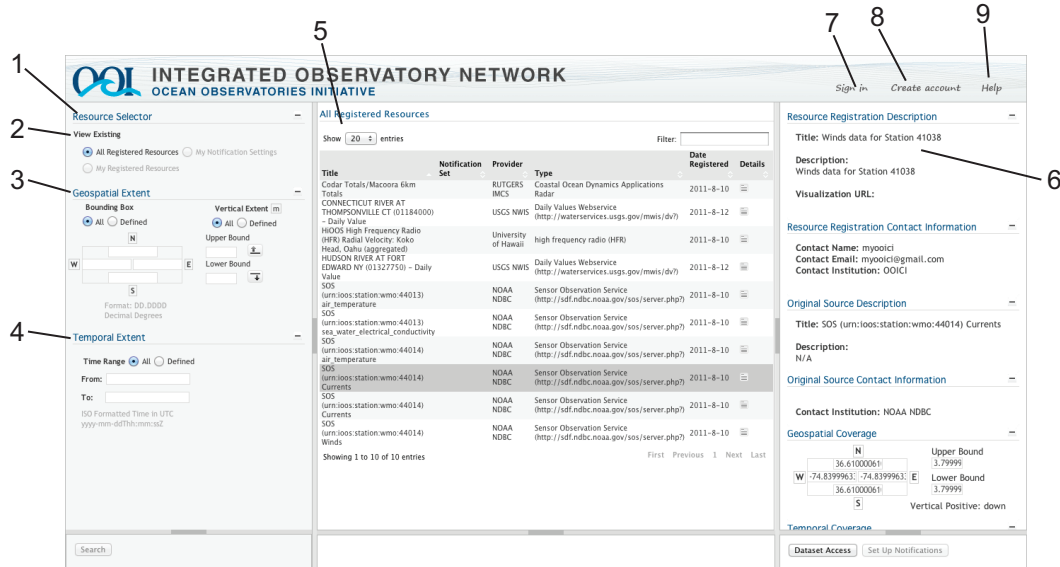 1
2
3
4
5
6
7
8
9
OOI
INTEGRATED OBSERVATORY NETWORK
OCEAN OBSERVATORIES INITIATIVE
Sign in Create account Help
Resource Selector –
View Existing
All Registered Resources My Notification Settings
My Registered Resources
Geospatial Extent –
Bounding Box Vertical Extent m
All Defined All Defined
N Upper Bound
W E Lower Bound
S
Format: DD.DDDD
Decimal Degrees
Temporal Extent –
Time Range All Defined
From:
To:
ISO Formatted Time in UTC
yyyy-mm-ddThh:mm:ssZ
Search
All Registered Resources
Show 20 entries Filter:
Title Notification Set Provider Type Date Registered Details
Codar Totals/Macoora 6km
Totals
RUTGERS
IMCS
Coastal Ocean Dynamics Applications
Radar
2011-8-10
CONNECTICUT RIVER AT
THOMPSONVILLE CT (01184000)
- Daily Value
USGS NWIS
Daily Values Webservice
(http://waterservices.usgs.gov/nwis/dv?)
2011-8-12
HiOOS High Frequency Radio
(HFR) Radial Velocity: Koko
Head, Oahu (aggregated)
University
of Hawaii
high frequency radio (HFR)
2011-8-10
HUDSON RIVER AT FORT
EDWARD NY (01327750) - Daily
Value
USGS NWIS
Daily Values Webservice
(http://waterservices.usgs.gov/nwis/dv?)
2011-8-12
SOS
(urn:ioos:station:wmo:44013)
air_temperature
NOAA
NDBC
Sensor Observation Service
(http://sdf.ndbc.noaa.gov/sos/server.php?)
2011-8-10
SOS
(urn:ioos:station:wmo:44013)
sea_water_electrical_conductivity
NOAA
NDBC
Sensor Observation Service
(http://sdf.ndbc.noaa.gov/sos/server.php?)
2011-8-10
SOS
(urn:ioos:station:wmo:44014)
air_temperature
NOAA
NDBC
Sensor Observation Service
(http://sdf.ndbc.noaa.gov/sos/server.php?)
2011-8-10
SOS
(urn:ioos:station:wmo:44014)
Currents
NOAA
NDBC
Sensor Observation Service
(http://sdf.ndbc.noaa.gov/sos/server.php?)
2011-8-10
SOS
(urn:ioos:station:wmo:44014)
Currents
NOAA
NDBC
Sensor Observation Service
(http://sdf.ndbc.noaa.gov/sos/server.php?)
2011-8-10
SOS
(urn:ioos:station:wmo:44014)
Winds
NOAA
NDBC
Sensor Observation Service
(http://sdf.ndbc.noaa.gov/sos/server.php?)
2011-8-10
Showing 1 to 10 of 10 entries First Previous 1 Next Last
Resource Registration Description –
Title: Winds data for Station 41038
Description:
Winds data for Station 41038
Visualization URL:
Resource Registration Contact Information –
Contact Name: myooici
Contact Email: myooici@gmail.com
Contact Institution: OOICI
Original Source Description –
Title: SOS (urn:ioos:station:wmo:44014) Currents
Description:
N/A
Original Source Contact Information –
Contact Institution: NOAA NDBC
Geospatial Coverage –
N Upper Bound
36.6100006 3.79999
W -74.8399963 -74.8399963 E Lower Bound
36.6100006 3.79999
S Vertical Positive: down
Temporal Coverage –
Dataset Access Set Up Notifications